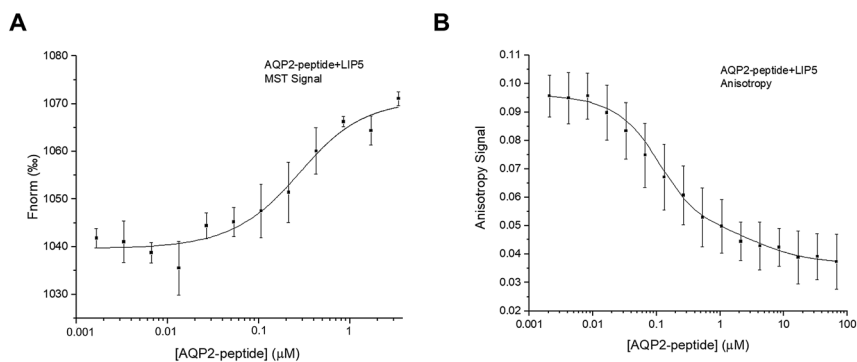 A
AQP2-peptide+LIP5
MST Signal
Fnorm (‰)
1080
1070
1060
1050
1040
1030
0.001
0.01
0.1
1
[AQP2-peptide] (µM)
B
AQP2-peptide+LIP5
Anisotropy
Anisotropy Signal
0.11
0.10
0.09
0.08
0.07
0.06
0.05
0.04
0.03
0.02
0.001
0.01
0.1
1
10
100
[AQP2-peptide] (µM)